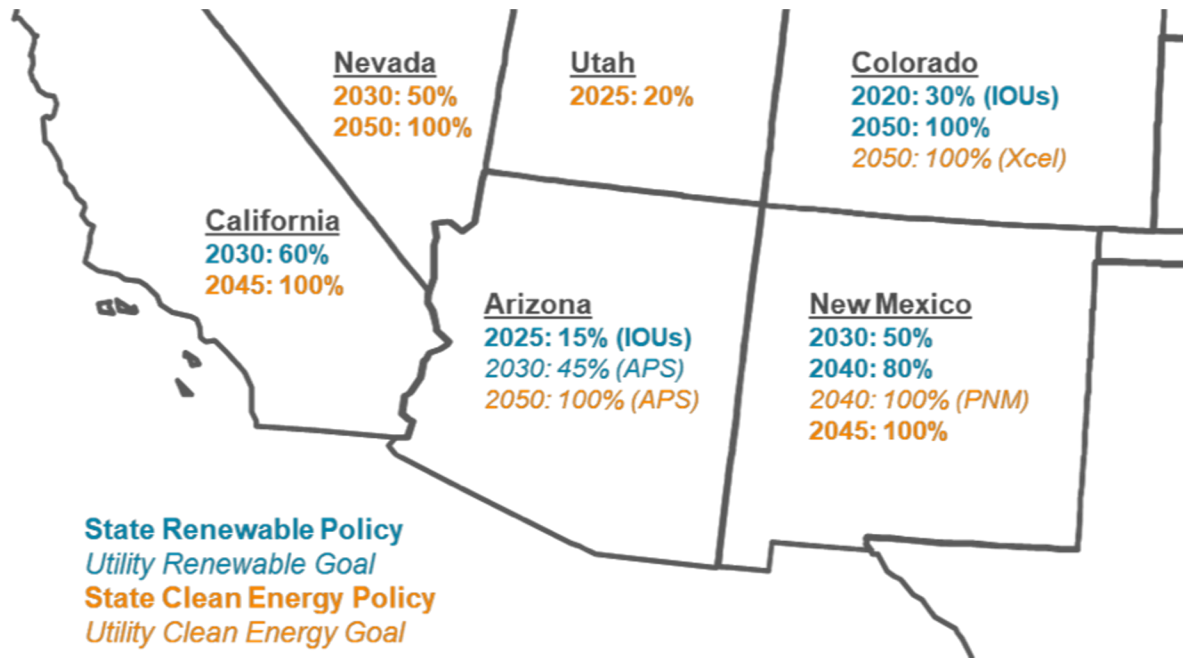 Nevada
2030: 50%
2050: 100%
Utah
2025: 20%
Colorado
2020: 30% (IOUs)
2050: 100%
2050: 100% (Xcel)
California
2030: 60%
2045: 100%
Arizona
2025: 15% (IOUs)
2030: 45% (APS)
2050: 100% (APS)
New Mexico
2030: 50%
2040: 80%
2040: 100% (PNM)
2045: 100%
State Renewable Policy
Utility Renewable Goal
State Clean Energy Policy
Utility Clean Energy Goal